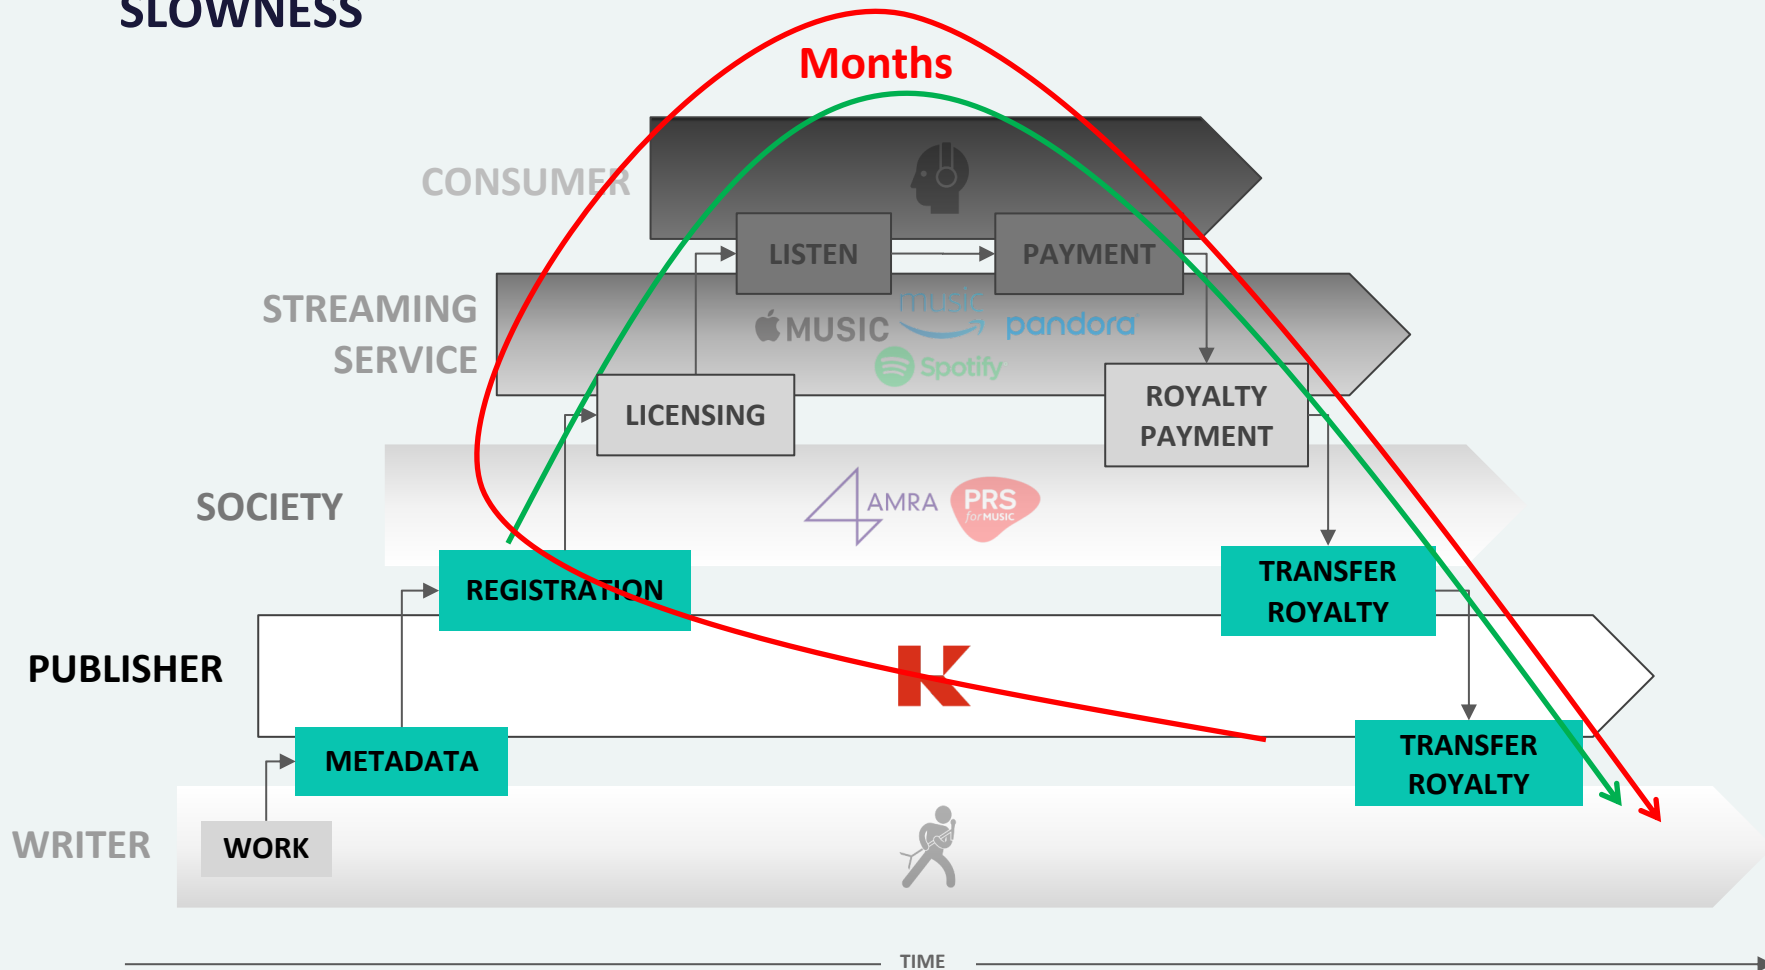 SLOWNESS
Months
CONSUMER
LISTEN
PAYMENT
STREAMING
SERVICE
MUSIC
music
pandora
Spotify
LICENSING
ROYALTY
PAYMENT
SOCIETY
AMRA
PRS
for MUSIC
REGISTRATION
TRANSFER
ROYALTY
PUBLISHER
K
METADATA
TRANSFER
ROYALTY
WRITER
WORK
TIME